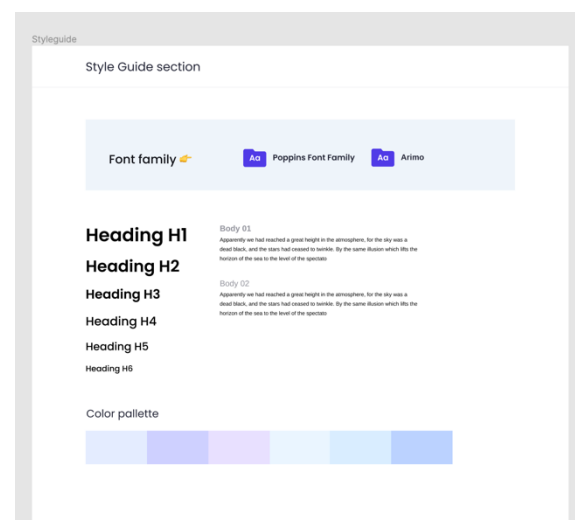 Styleguide
Style Guide section
Font family 👉
Aa Poppins Font Family
Aa Arimo
Heading H1
Heading H2
Heading H3
Heading H4
Heading H5
Heading H6
Body 01
Apparently we had reached a great height in the atmosphere, for the sky was a
dead black, and the stars had ceased to twinkle. By the same illusion which lifts the
horizon of the sea to the level of the spectato
Body 02
Apparently we had reached a great height in the atmosphere, for the sky was a
dead black, and the stars had ceased to twinkle. By the same illusion which lifts the
horizon of the sea to the level of the spectato
Color pallette